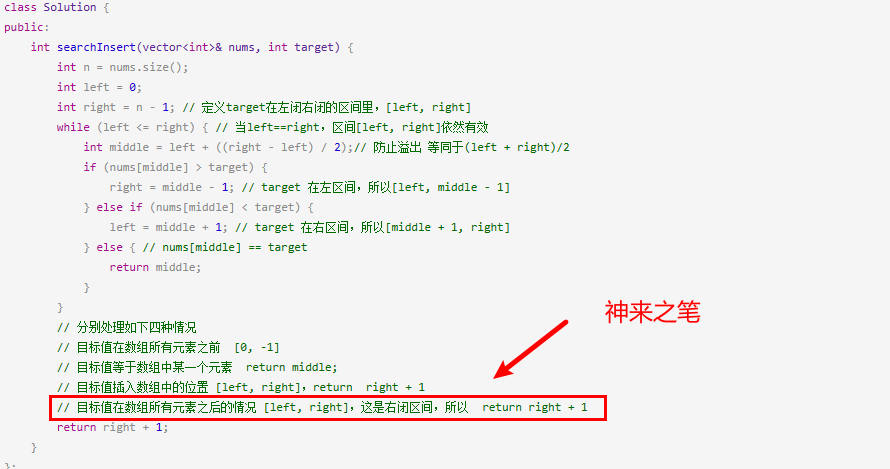 class Solution {
public:
    int searchInsert(vector<int>& nums, int target) {
        int n = nums.size();
        int left = 0;
        int right = n - 1; // 定义target在左闭右闭的区间里，[left, right]
        while (left <= right) { // 当left==right，区间[left, right]依然有效
            int middle = left + ((right - left) / 2);// 防止溢出 等同于(left + right)/2
            if (nums[middle] > target) {
                right = middle - 1; // target 在左区间，所以[left, middle - 1]
            } else if (nums[middle] < target) {
                left = middle + 1; // target 在右区间，所以[middle + 1, right]
            } else { // nums[middle] == target
                return middle;
            }
        }
神来之笔
        // 分别处理如下四种情况
        // 目标值在数组所有元素之前  [0, -1]
        // 目标值等于数组中某一个元素  return middle;
        // 目标值插入数组中的位置 [left, right]，return  right + 1
        // 目标值在数组所有元素之后的情况 [left, right]，这是右闭区间，所以  return right + 1
        return right + 1;
    }
};